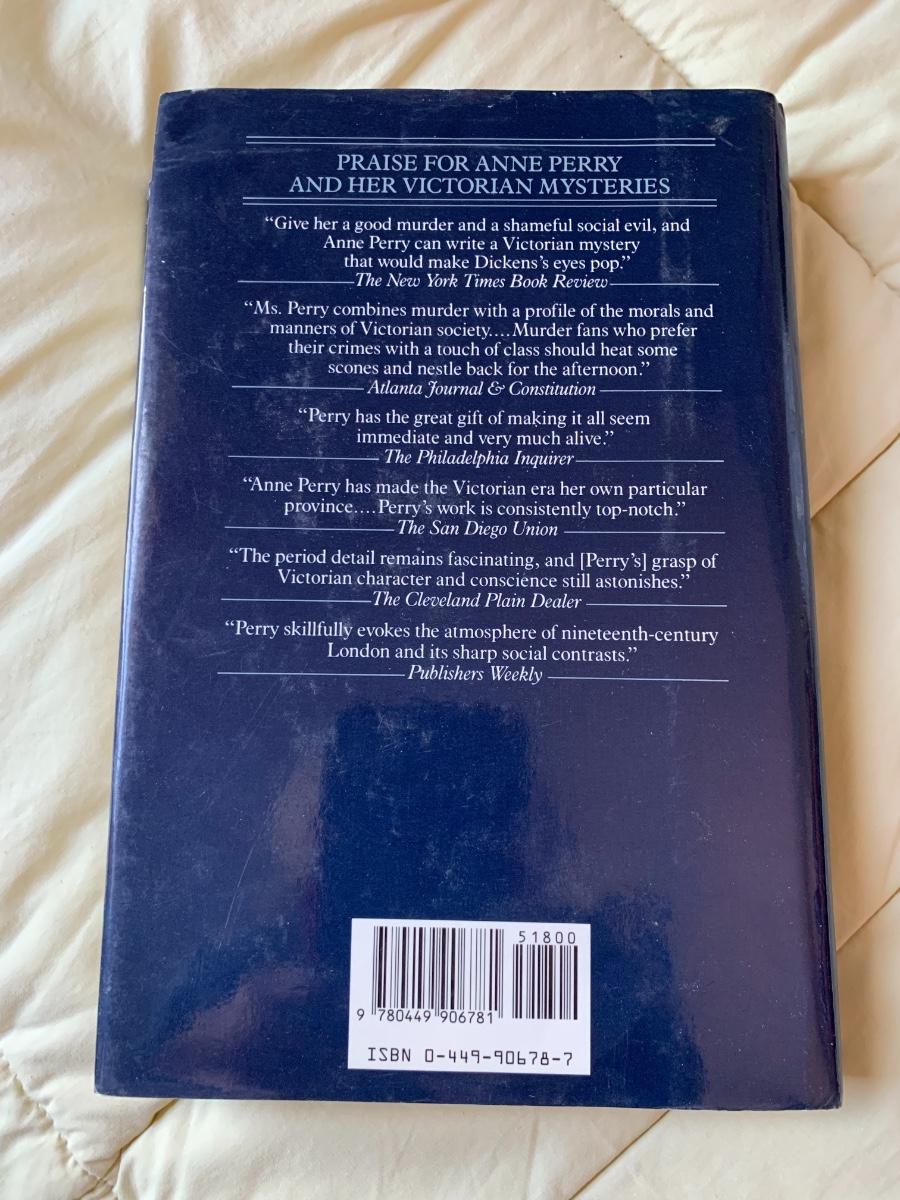 PRAISE FOR ANNE PERRY
AND HER VICTORIAN MYSTERIES
“Give her a good murder and a shameful social evil, and
Anne Perry can write a Victorian mystery
that would make Dickens’s eyes pop.”
The New York Times Book Review
“Ms. Perry combines murder with a profile of the morals and
manners of Victorian society....Murder fans who prefer
their crimes with a touch of class should heat some
scones and nestle back for the afternoon.”
Atlanta Journal & Constitution
“Perry has the great gift of making it all seem
immediate and very much alive.”
The Philadelphia Inquirer
“Anne Perry has made the Victorian era her own particular
province....Perry’s work is consistently top-notch.”
The San Diego Union
“The period detail remains fascinating, and [Perry’s] grasp of
Victorian character and conscience still astonishes.”
The Cleveland Plain Dealer
“Perry skillfully evokes the atmosphere of nineteenth-century
London and its sharp social contrasts.”
Publishers Weekly
51800
9 780449 906781
ISBN 0-449-90678-7